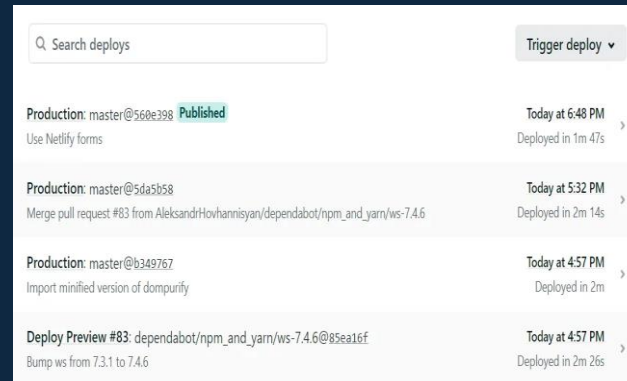 Search deploys
Trigger deploy
Production: master@560e398 Published
Today at 6:48 PM
Use Netlify forms
Deployed in 1m 47s
Production: master@5da5b58
Today at 5:32 PM
Merge pull request #83 from AleksandrHovhannisyan/dependabot/npm_and_yarn/ws-7.4.6
Deployed in 2m 14s
Production: master@b349767
Today at 4:57 PM
Import minified version of dompurify
Deployed in 2m
Deploy Preview #83: dependabot/npm_and_yarn/ws-7.4.6@85ea16f
Today at 4:57 PM
Bump ws from 7.3.1 to 7.4.6
Deployed in 2m 26s